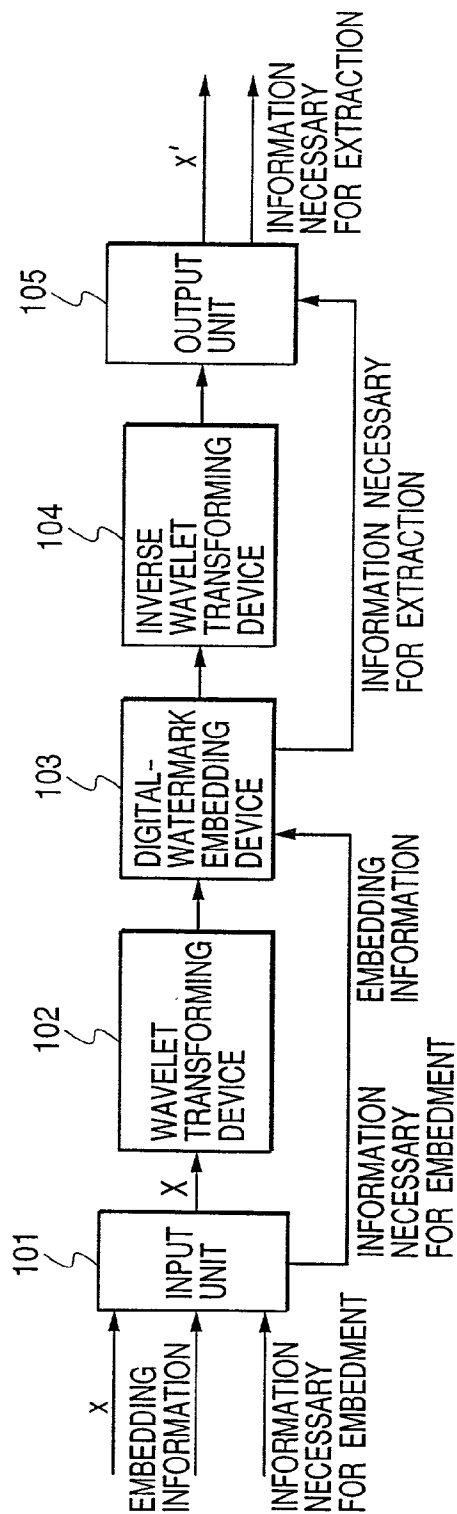 x
EMBEDDING
INFORMATION
INFORMATION
NECESSARY
FOR EMBEDMENT
101
INPUT
UNIT
X
102
WAVELET
TRANSFORMING
DEVICE
INFORMATION
NECESSARY
FOR EMBEDMENT
EMBEDDING
INFORMATION
103
DIGITAL-
WATERMARK
EMBEDDING
DEVICE
104
INVERSE
WAVELET
TRANSFORMING
DEVICE
INFORMATION NECESSARY
FOR EXTRACTION
105
OUTPUT
UNIT
x'
INFORMATION
NECESSARY
FOR EXTRACTION